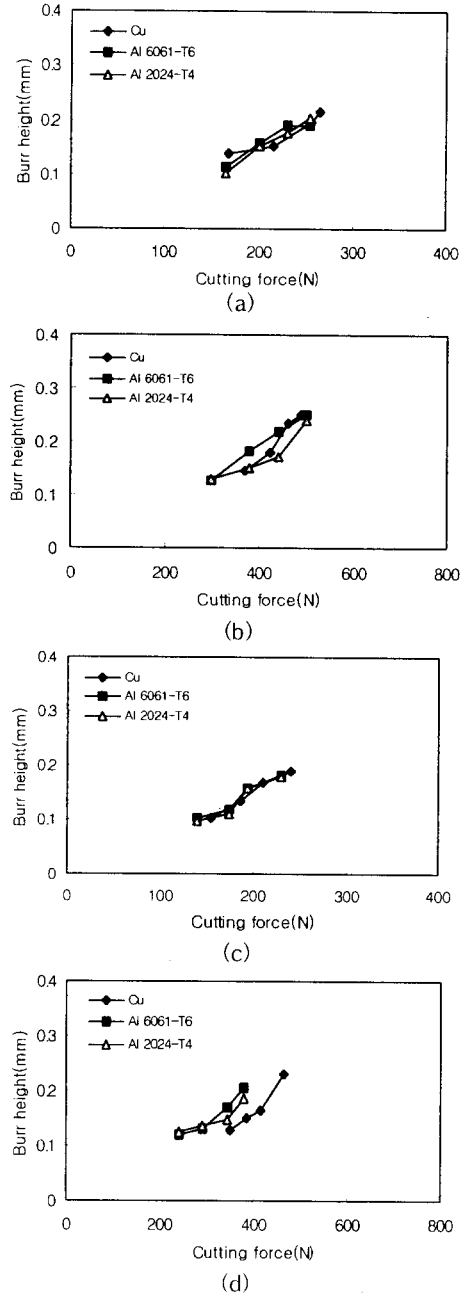 0.4
Cu
Al 6061-T6
0.3
Al 2024-T4
0.2
0.1
0
0 100 200 300 400
Burr height(mm)
Cutting force(N)
(a)
0.4
Cu
Al 6061-T6
0.3
Al 2024-T4
0.2
0.1
0
0 200 400 600 800
Burr height(mm)
Cutting force(N)
(b)
0.4
Cu
Al 6061-T6
0.3
Al 2024-T4
0.2
0.1
0
0 100 200 300 400
Burr height(mm)
Cutting force(N)
(c)
0.4
Cu
Al 6061-T6
0.3
Al 2024-T4
0.2
0.1
0
0 200 400 600 800
Burr height(mm)
Cutting force(N)
(d)